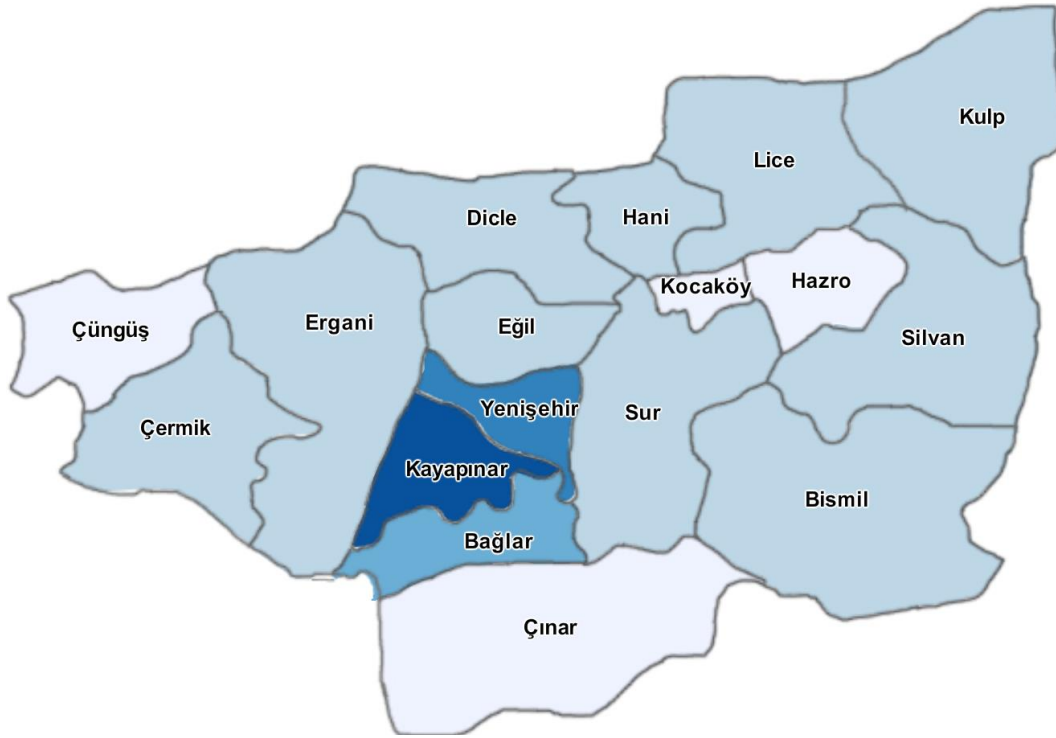 Kulp
Lice
Dicle
Hani
Kocaköy
Hazro
Çüngüş
Ergani
Eğil
Silvan
Çermik
Yenişehir
Sur
Kayapınar
Bismil
Bağlar
Çınar